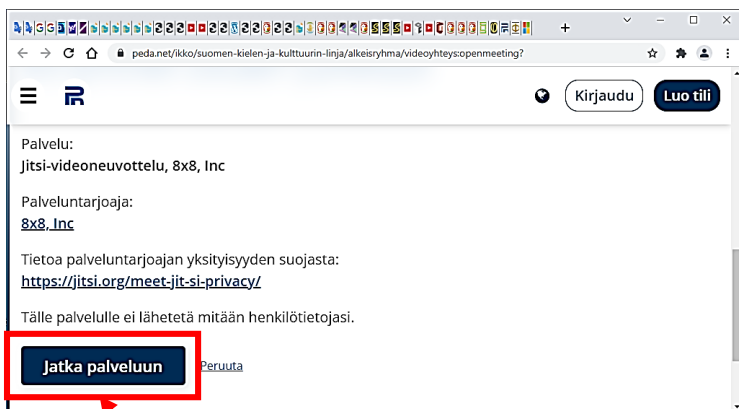 peda.net/ikko/suomen-kielen-ja-kulttuurin-linja/alkeisryhma/videoyhteys:openmeeting?
Kirjaudu
Luo tili
Palvelu:
Jitsi-videoneuvottelu, 8x8, Inc
Palveluntarjoaja:
8x8, Inc
Tietoa palveluntarjoajan yksityisyyden suojasta:
https://jitsi.org/meet-jit-si-privacy/
Tälle palvelulle ei lähetetä mitään henkilötietojasi.
Jatka palveluun
Peruuta